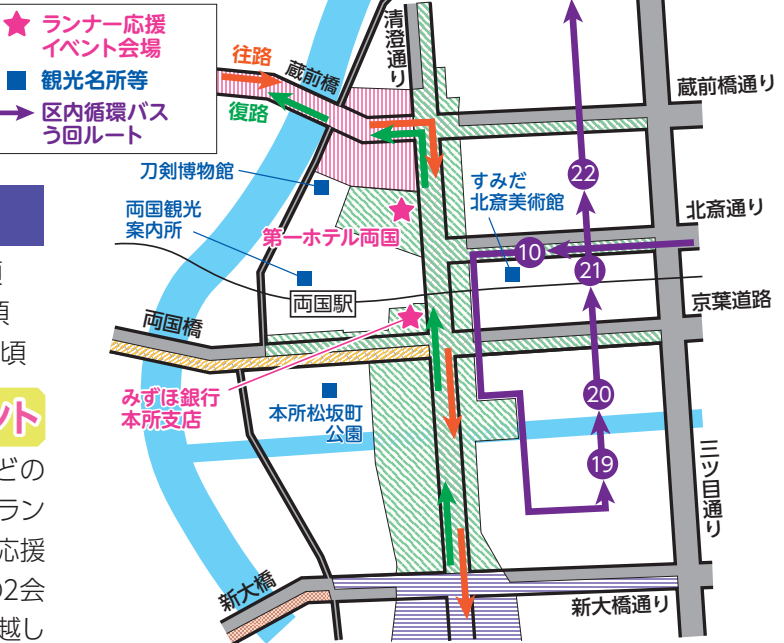 ランナー応援
イベント会場
観光名所等
区内循環バス
う回ルート
往路
復路
蔵前橋
清澄通り
蔵前橋通り
刀剣博物館
両国観光
案内所
第一ホテル両国
すみだ
北斎美術館
22
北斎通り
10
21
両国駅
京葉道路
両国橋
みずほ銀行
本所支店
本所松坂町
公園
20
19
三ツ目通り
新大橋
新大橋通り
頃
頃
ント
どの
ラン
応援
の2会
越し